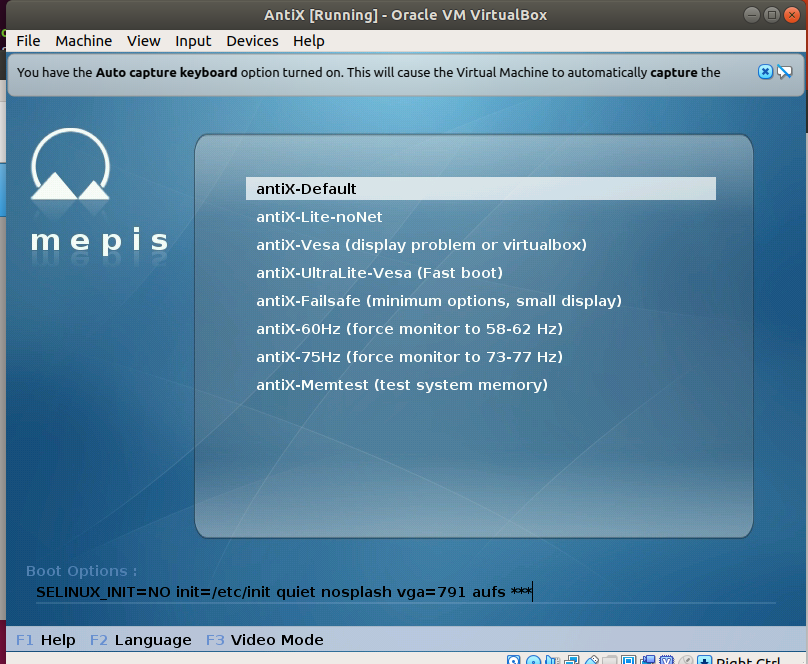 AntiX [Running] - Oracle VM VirtualBox
File Machine View Input Devices Help
You have the Auto capture keyboard option turned on. This will cause the Virtual Machine to automatically capture the
mepis
antiX-Default
antiX-Lite-noNet
antiX-Vesa (display problem or virtualbox)
antiX-UltraLite-Vesa (Fast boot)
antiX-Failsafe (minimum options, small display)
antiX-60Hz (force monitor to 58-62 Hz)
antiX-75Hz (force monitor to 73-77 Hz)
antiX-Memtest (test system memory)
Boot Options :
SELINUX_INIT=NO init=/etc/init quiet nosplash vga=791 aufs ***
F1 Help F2 Language F3 Video Mode
Right Ctrl